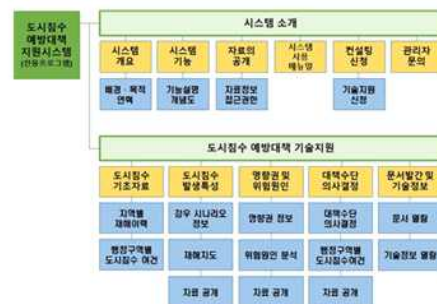 도시침수
예방대책
지원시스템
(전용프로그램)
시스템 소개
시스템
개요
시스템
기능
자료의
공개
시스템
사용
매뉴얼
컨설팅
신청
관리자
문의
배경·목적
연혁
기능설명
개념도
자료정보
접근권한
기술지원
신청
도시침수 예방대책 기술지원
도시침수
기초자료
도시침수
발생특성
영향권 및
위험원인
대책수단
의사결정
문서발간 및
기술정보
지역별
재해이력
강우 시나리오
정보
영향권 정보
대책수단
의사결정
문서 열람
행정구역별
도시침수 여건
재해지도
위험원인 분석
행정구역별
도시침수여건
기술정보 열람
자료 공개
자료 공개
자료 공개